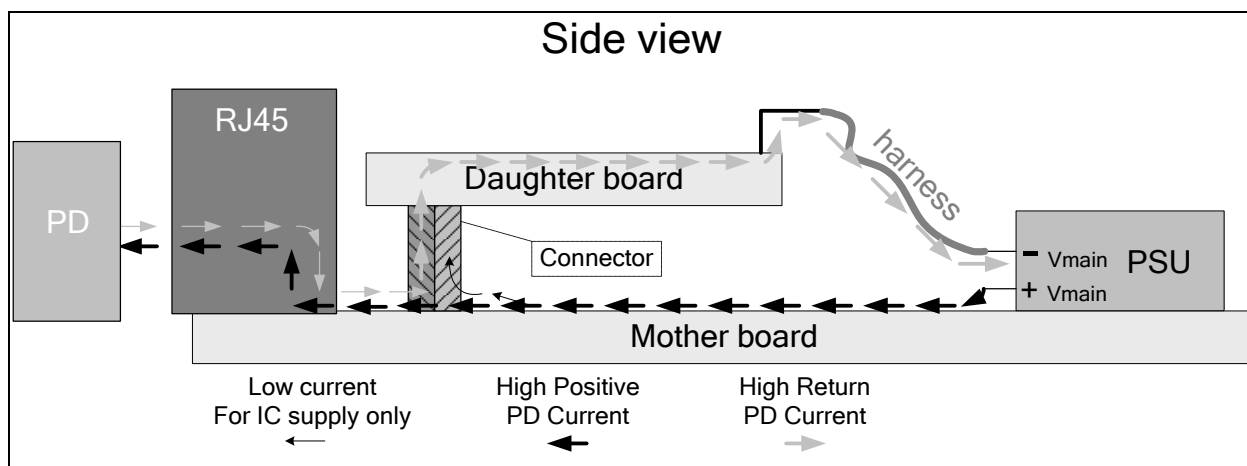 Side view
RJ45
PD
Daughter board
harness
Connector
- Vmain
+ Vmain
PSU
Mother board
Low current
For IC supply only
High Positive
PD Current
High Return
PD Current